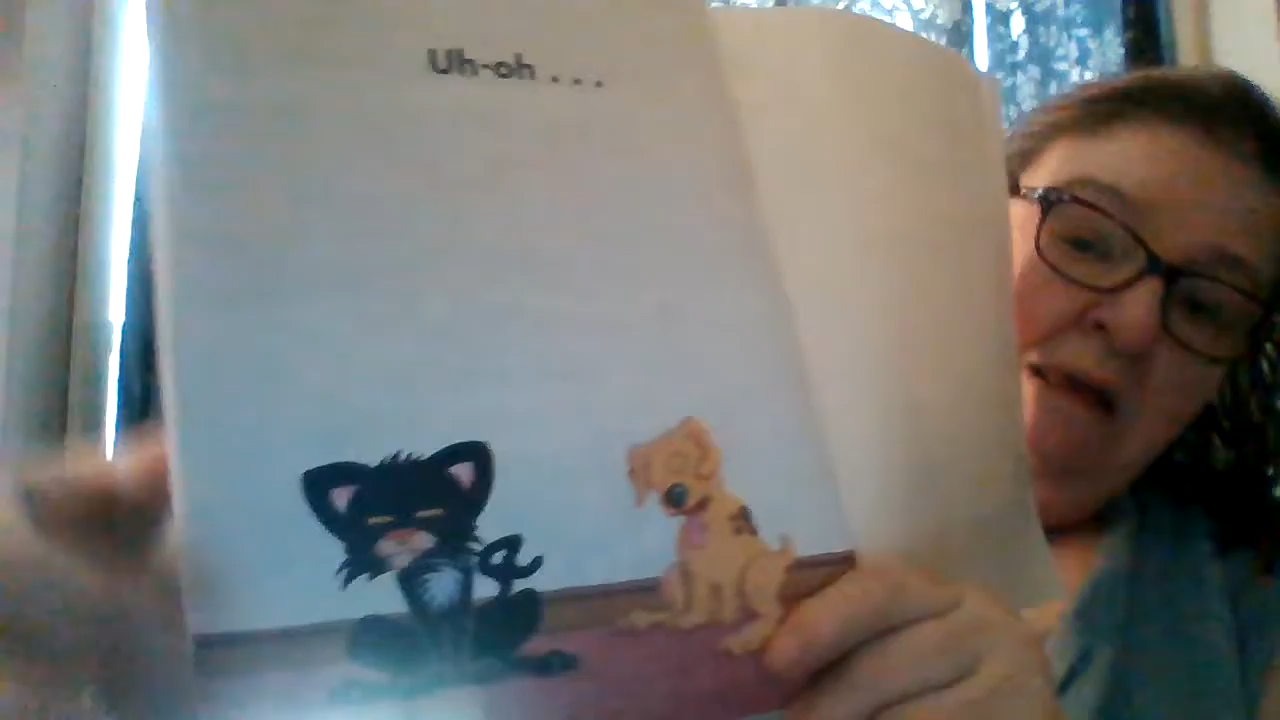 Uh-oh . . .